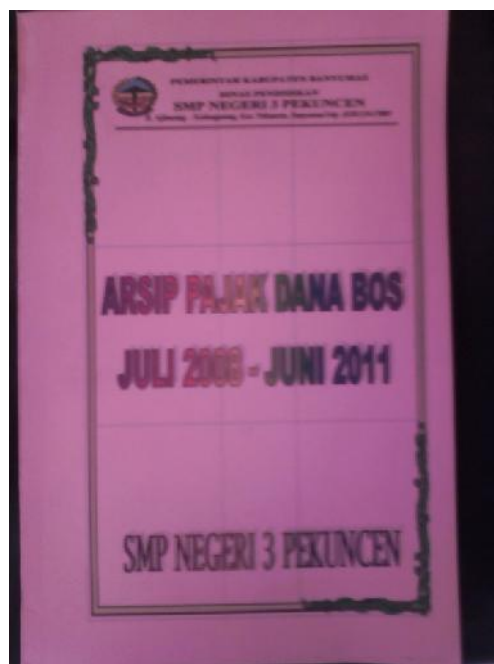 PEMERINTAH KABUPATEN BANYUMAS
DINAS PENDIDIKAN
SMP NEGERI 3 PEKUNCEN
ARSIP PAJAK DANA BOS
JULI 2008 - JUNI 2011
SMP NEGERI 3 PEKUNCEN